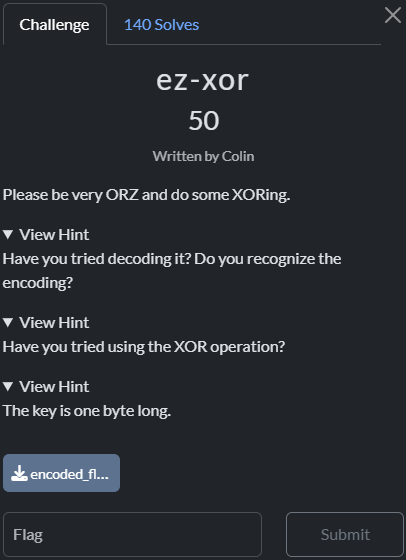 Challenge
140 Solves
ez-xor
50
Written by Colin
Please be very ORZ and do some XORing.
▼ View Hint
Have you tried decoding it? Do you recognize the
encoding?
▼ View Hint
Have you tried using the XOR operation?
▼ View Hint
The key is one byte long.
encoded_fl...
Flag
Submit